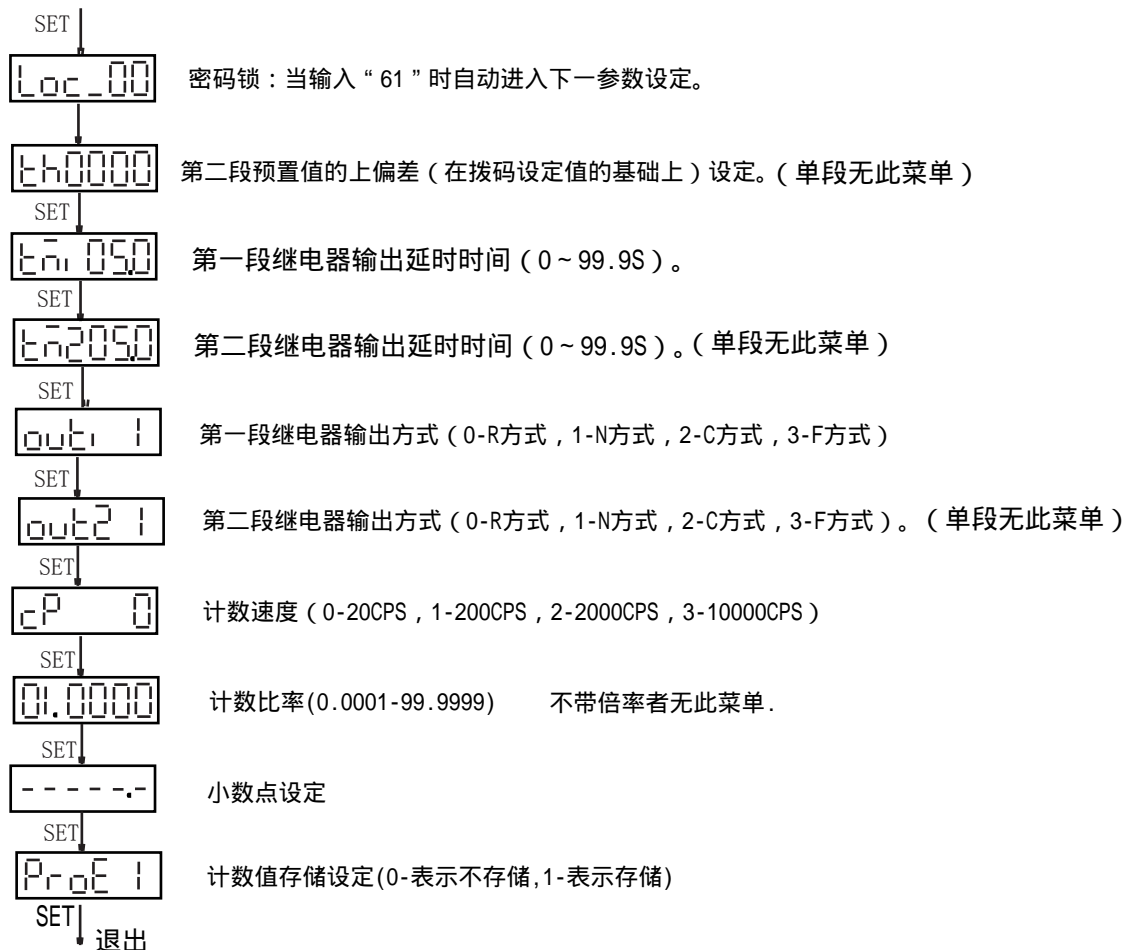 SET
Loc_00 密码锁：当输入“61”时自动进入下一参数设定。
th0000 第二段预置值的上偏差（在拨码设定值的基础上）设定。（单段无此菜单）
SET
第一段继电器输出延时时间（0~99.9S）。
SET
第二段继电器输出延时时间（0~99.9S）。（单段无此菜单）
SET
out1 1 第一段继电器输出方式（0-R方式，1-N方式，2-C方式，3-F方式）
SET
out2 1 第二段继电器输出方式（0-R方式，1-N方式，2-C方式，3-F方式）。（单段无此菜单）
SET
cP 0 计数速度（0-20CPS，1-200CPS，2-2000CPS，3-10000CPS）
SET
01.0000 计数比率(0.0001-99.9999) 不带倍率者无此菜单.
SET
-----.- 小数点设定
SET
ProE 1 计数值存储设定(0-表示不存储,1-表示存储)
SET
退出